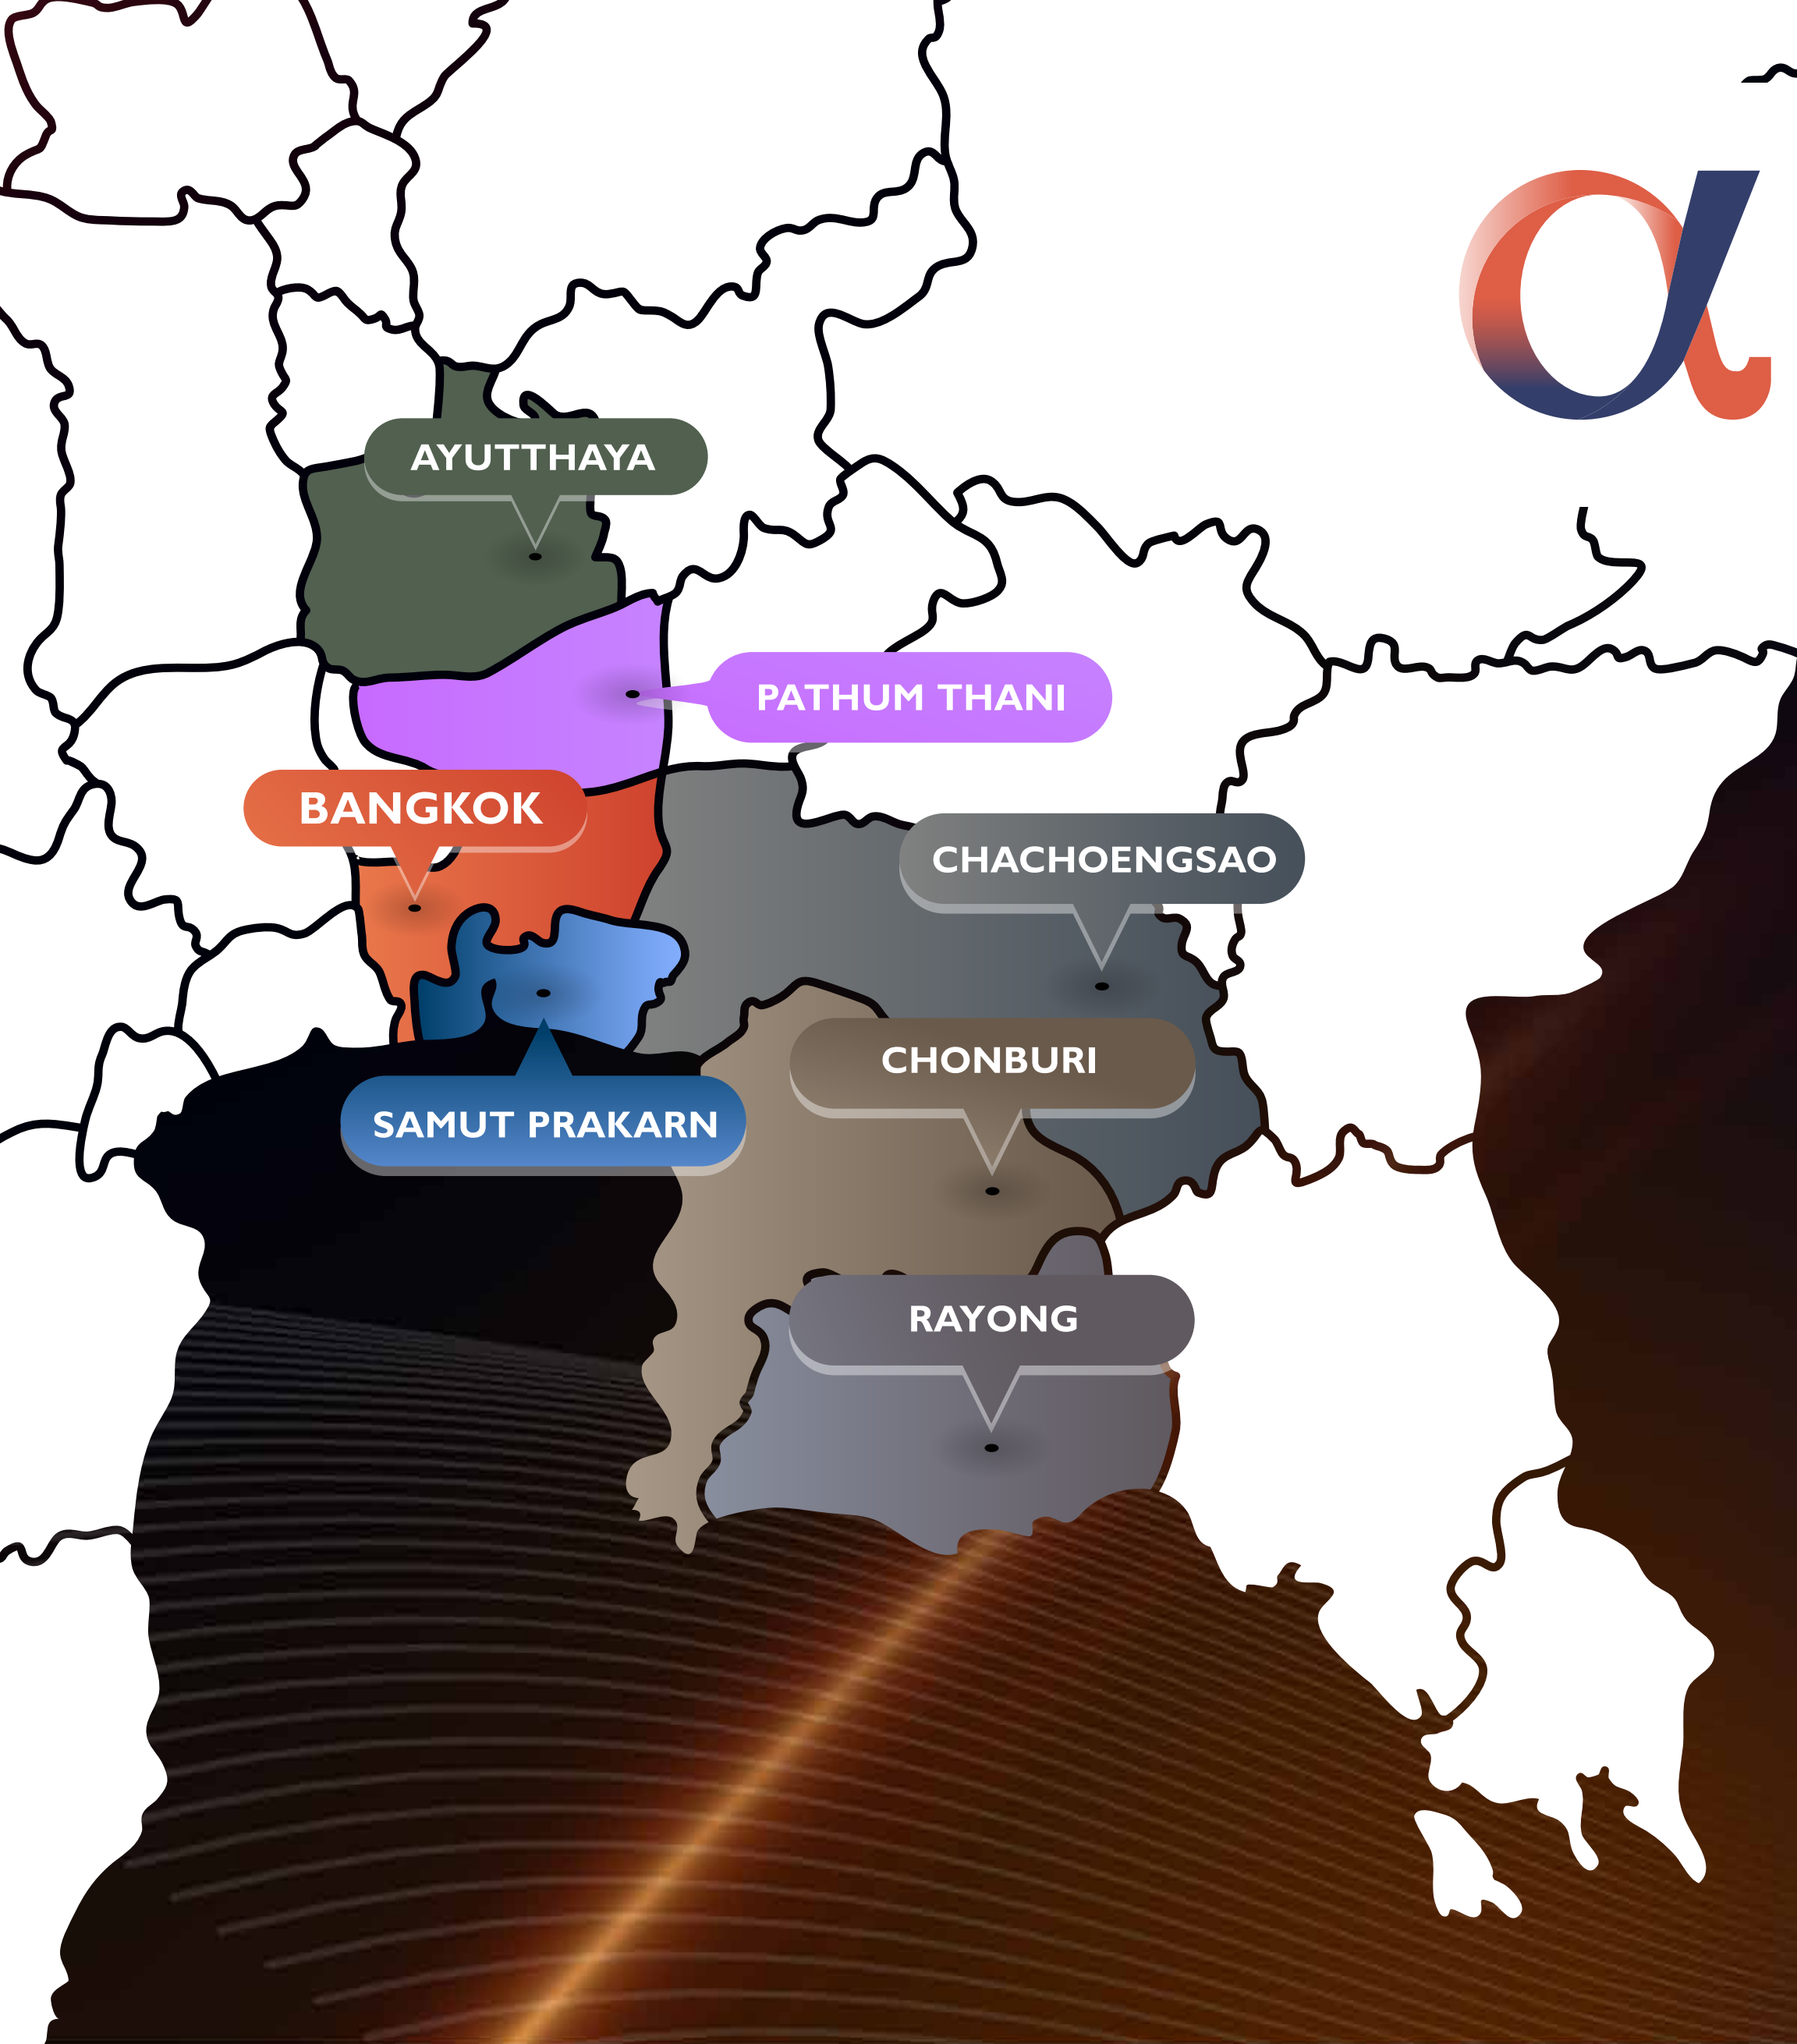 AYUTTHAYA
PATHUM THANI
BANGKOK
CHACHOENGSAO
CHONBURI
SAMUT PRAKARN
RAYONG